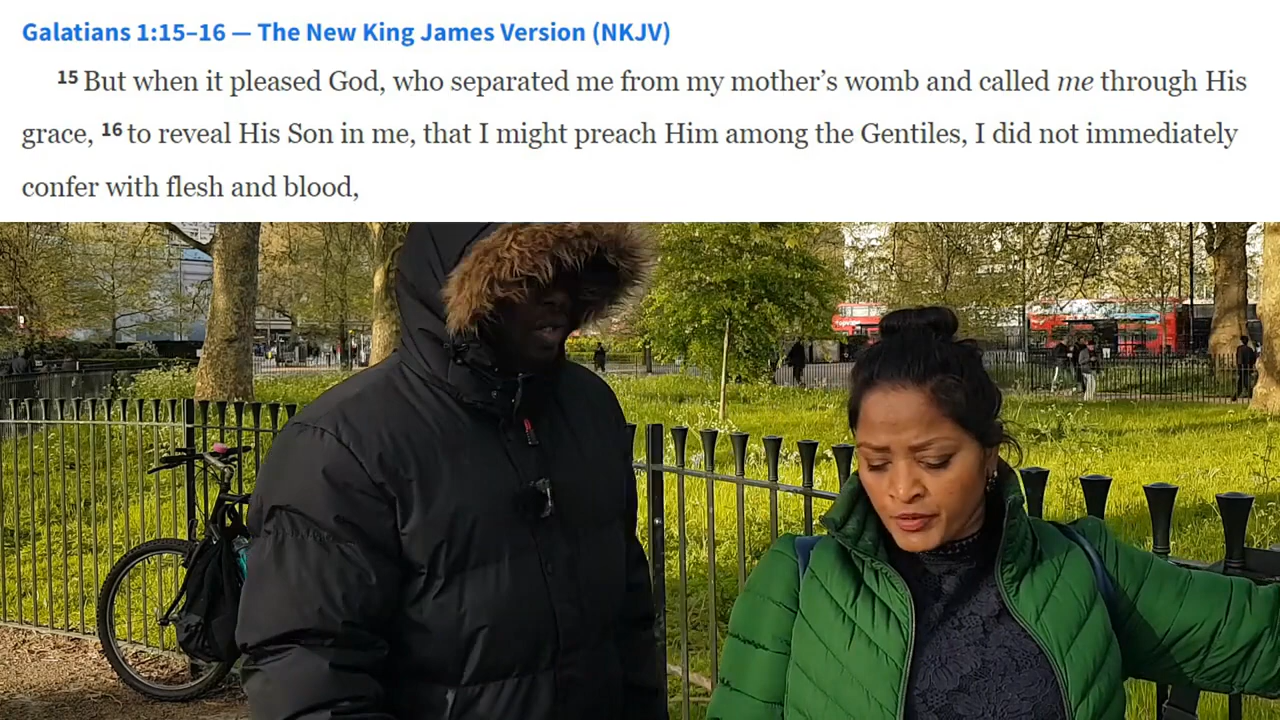 Galatians 1:15–16 — The New King James Version (NKJV)
15 But when it pleased God, who separated me from my mother’s womb and called me through His
grace, 16 to reveal His Son in me, that I might preach Him among the Gentiles, I did not immediately
confer with flesh and blood,